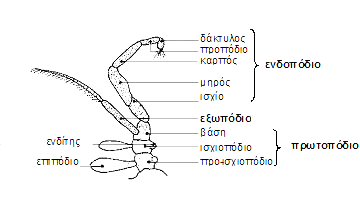 δάκτυλος
προπόδιο
καρπός
ενδοπόδιο
μηρός
ισχίο
εξωπόδιο
βάση
ενδίτης
ισχιοπόδιο
πρωτοπόδιο
επιπόδιο
προ-ισχιοπόδιο